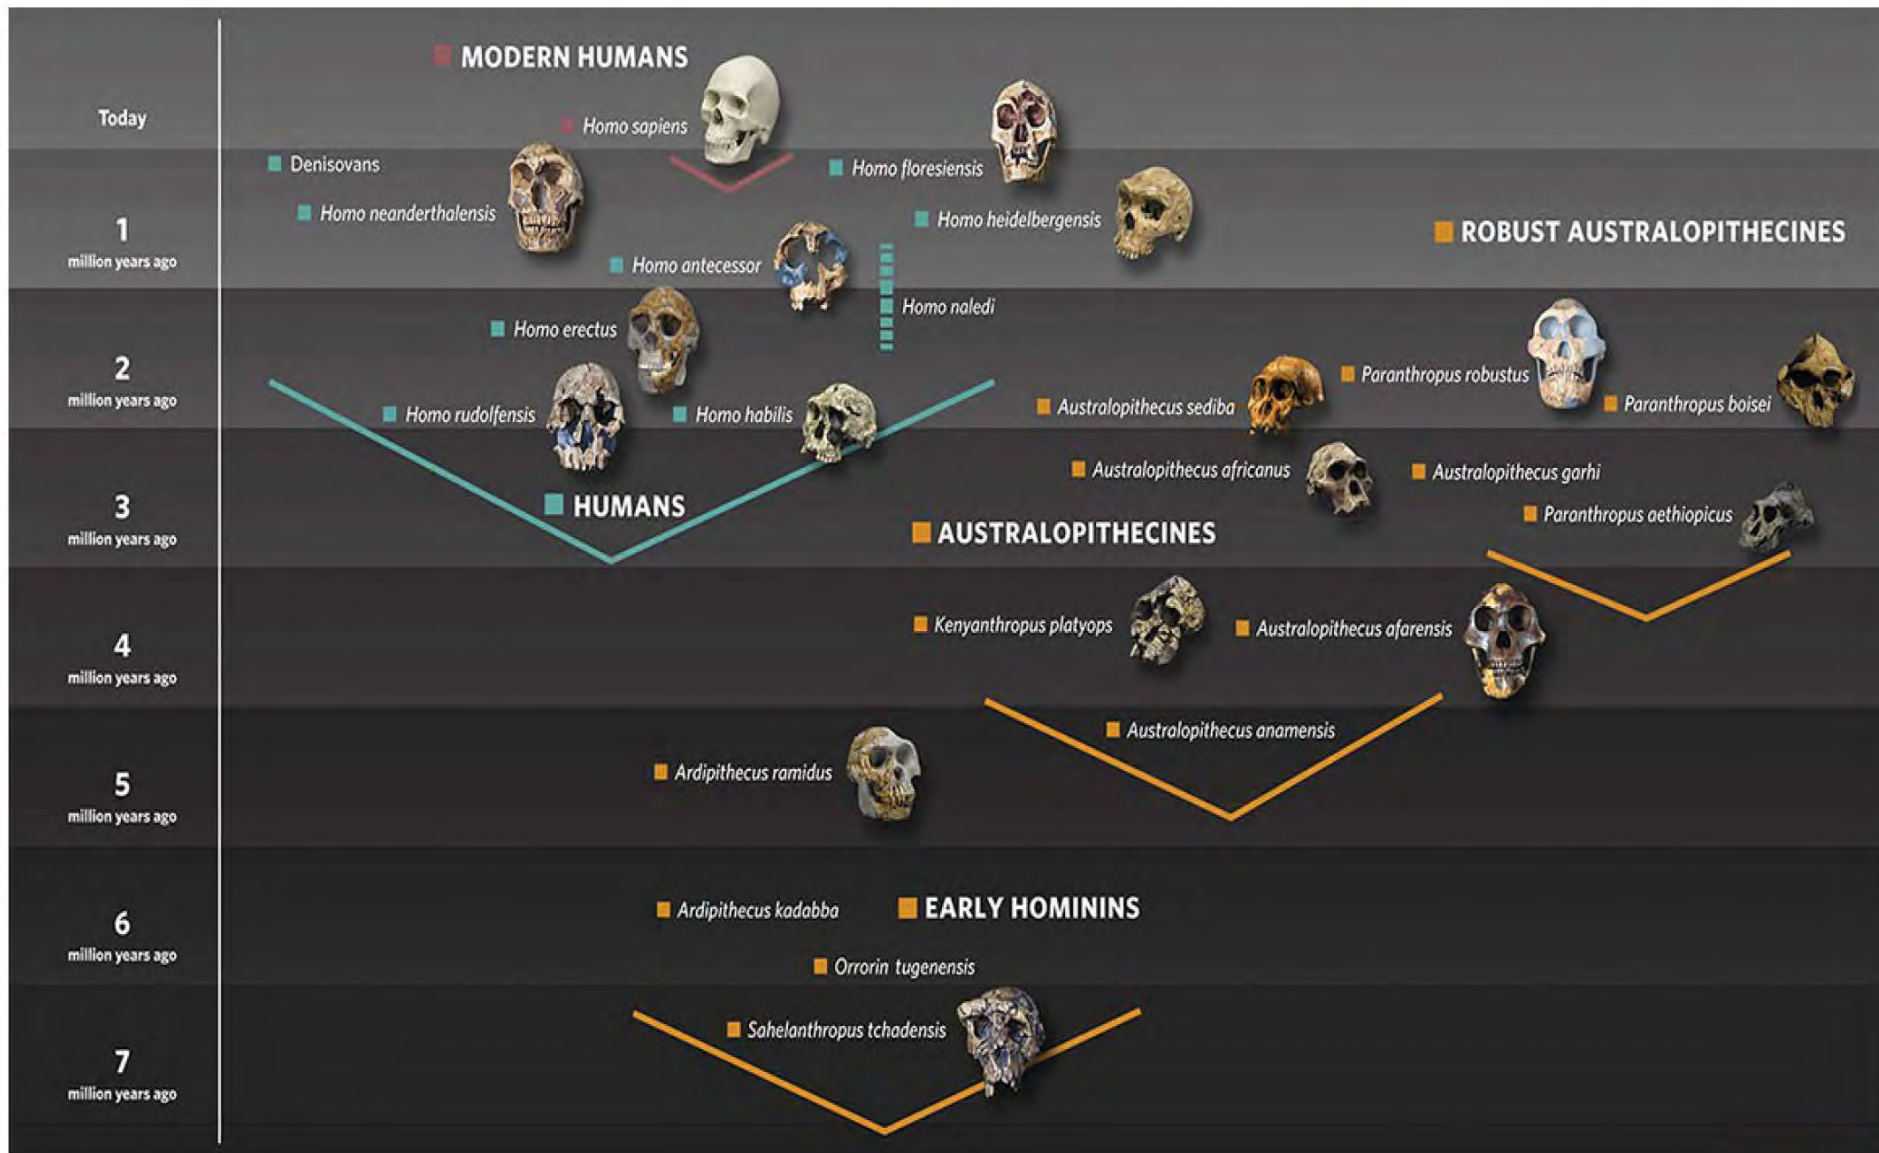 MODERN HUMANS
Today
Homo sapiens
Denisovans
Homo floresiensis
Homo neanderthalensis
Homo heidelbergensis
1
million years ago
ROBUST AUSTRALOPITHECINES
Homo antecessor
Homo naledi
Homo erectus
2
million years ago
Paranthropus robustus
Australopithecus sediba
Paranthropus boisei
Homo rudolfensis
Homo habilis
Australopithecus africanus
Australopithecus garhi
3
million years ago
HUMANS
Paranthropus aethiopicus
AUSTRALOPITHECINES
Kenyanthropus platyops
Australopithecus afarensis
4
million years ago
Australopithecus anamensis
Ardipithecus ramidus
5
million years ago
Ardipithecus kadabba
EARLY HOMININS
6
million years ago
Orrorin tugenensis
Sahelanthropus tchadensis
7
million years ago